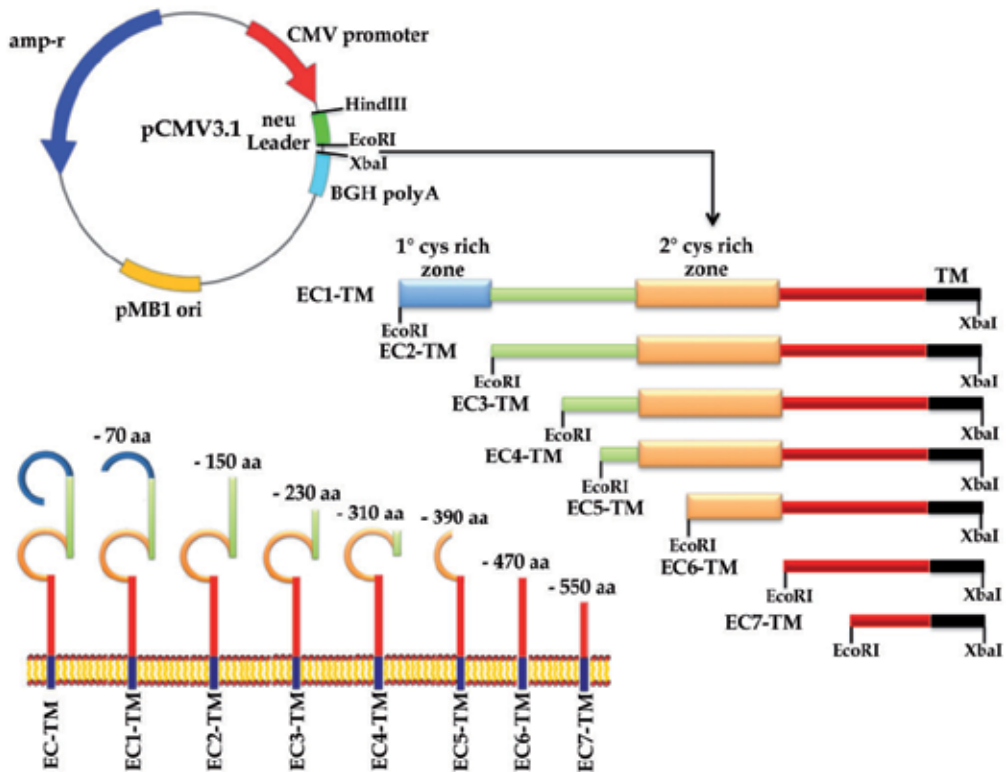 amp-r
CMV promoter
HindIII
pCMV3.1
neu
Leader
EcoRI
XbaI
BGH polyA
pMB1 ori
1° cys rich
zone
2° cys rich
zone
TM
EC1-TM
EcoRI
XbaI
EC2-TM
EcoRI
XbaI
EC3-TM
EcoRI
XbaI
EC4-TM
EcoRI
XbaI
EC5-TM
EcoRI
XbaI
EC6-TM
EcoRI
XbaI
EC7-TM
EcoRI
XbaI
- 70 aa
- 150 aa
- 230 aa
- 310 aa
- 390 aa
- 470 aa
- 550 aa
EC-TM
EC1-TM
EC2-TM
EC3-TM
EC4-TM
EC5-TM
EC6-TM
EC7-TM